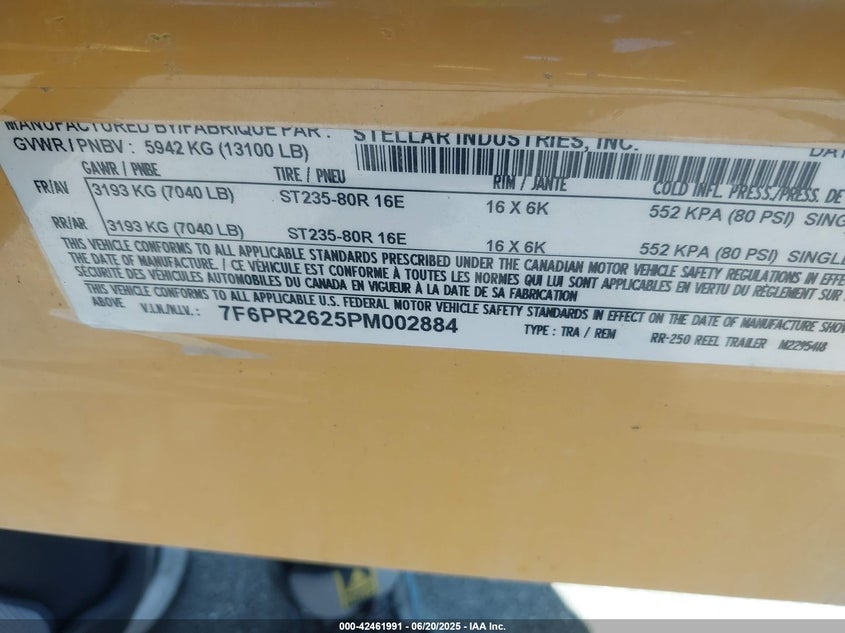 MANUFACTURED BY/FABRIQUE PAR : STELLAR INDUSTRIES, INC.
GVWR / PNBV : 5942 KG (13100 LB)
GAWR / PNBE TIRE / PNEU RIM / JANTE COLD INFL. PRESS./PRESS. DE
FR/AV 3193 KG (7040 LB) ST235-80R 16E 16 X 6K 552 KPA (80 PSI) SINGL
RR/AR 3193 KG (7040 LB) ST235-80R 16E 16 X 6K 552 KPA (80 PSI) SINGLE
THIS VEHICLE CONFORMS TO ALL APPLICABLE STANDARDS PRESCRIBED UNDER THE CANADIAN MOTOR VEHICLE SAFETY REGULATIONS IN EFFE
THE DATE OF MANUFACTURE. / CE VÉHICULE EST CONFORME À TOUTES LES NORMES QUI LUI SONT APPLICABLES EN VERTU DU RÈGLEMENT SUR
SÉCURITÉ DES VÉHICULES AUTOMOBILES DU CANADA EN VIGUEUR À LA DATE DE SA FABRICATION
THIS VEHICLE CONFORMS TO ALL APPLICABLE U.S. FEDERAL MOTOR VEHICLE SAFETY STANDARDS IN EFFECT ON THE DATE OF MANUFACTURE SHOW
ABOVE V.I.N./N.I.V. : 7F6PR2625PM002884 TYPE : TRA / REM RR-250 REEL TRAILER M2295418
000-42461991 | 06/20/2025 - IAA Inc.